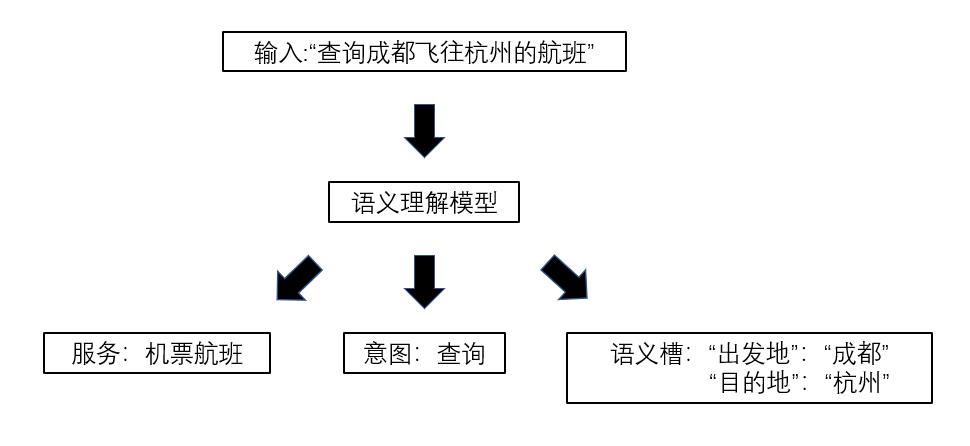 输入:“查询成都飞往杭州的航班”
语义理解模型
服务：机票航班
意图：查询
语义槽：“出发地”：“成都”
“目的地”：“杭州”